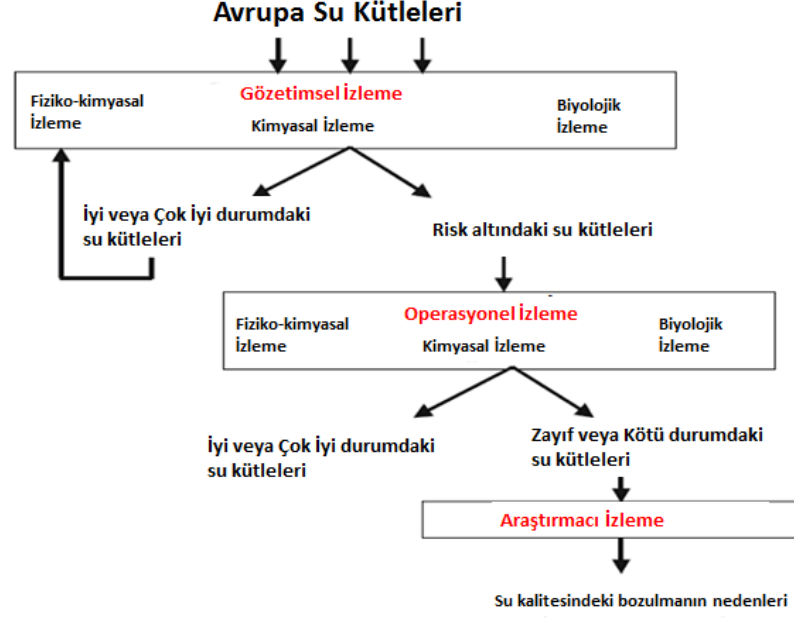 Avrupa Su Kütleleri
Gözetimsel İzleme
Fiziko-kimyasal
İzleme
Kimyasal İzleme
Biyolojik
İzleme
İyi veya Çok İyi durumdaki
su kütleleri
Risk altındaki su kütleleri
Operasyonel İzleme
Fiziko-kimyasal
İzleme
Kimyasal İzleme
Biyolojik
İzleme
İyi veya Çok İyi durumdaki
su kütleleri
Zayıf veya Kötü durumdaki
su kütleleri
Araştırmacı İzleme
Su kalitesindeki bozulmanın nedenleri